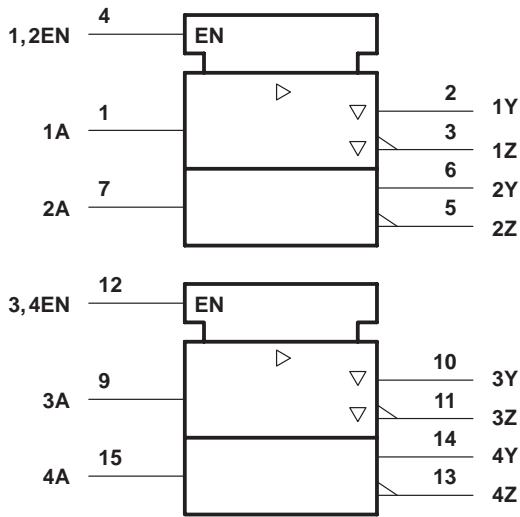 4
1,2EN EN
1 2 1Y
1A 3 1Z
7 6 2Y
2A 5 2Z
12
3,4EN EN
9 10 3Y
3A 11 3Z
15 14 4Y
4A 13 4Z